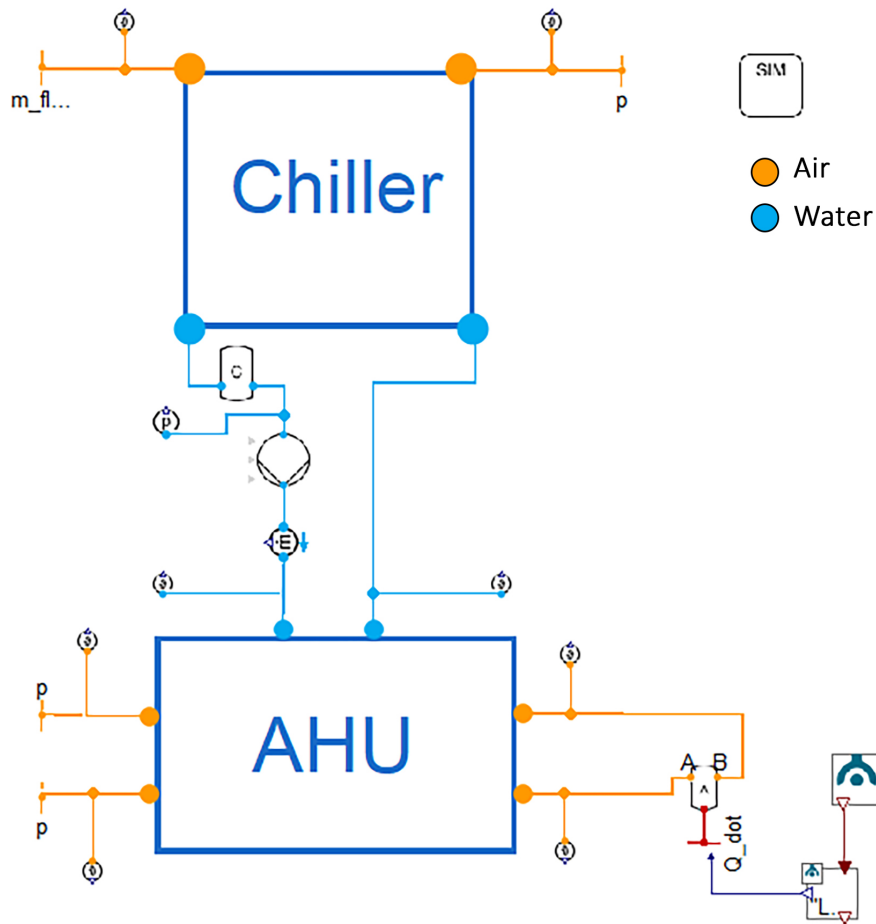 SIM
m_fl...
p
Chiller
Air
Water
C
p
p
A B
AHU
Q_dot
p
"L.